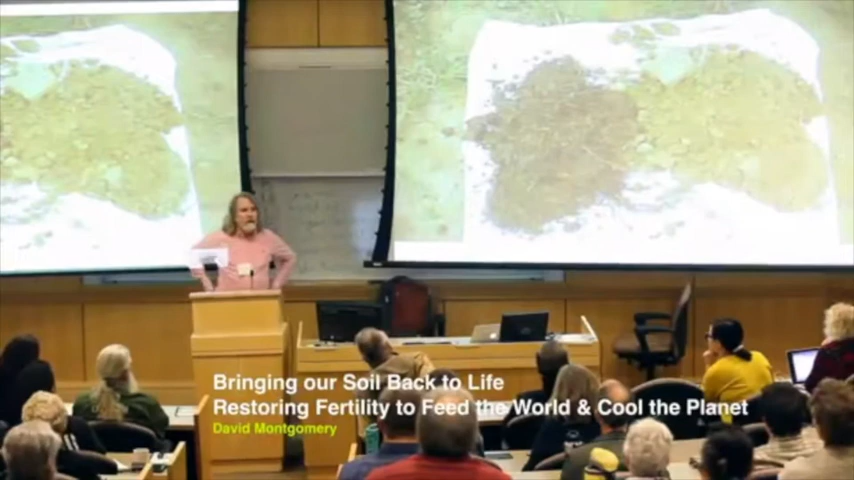 Bringing our Soil Back to Life
Restoring Fertility to Feed the World & Cool the Planet
David Montgomery